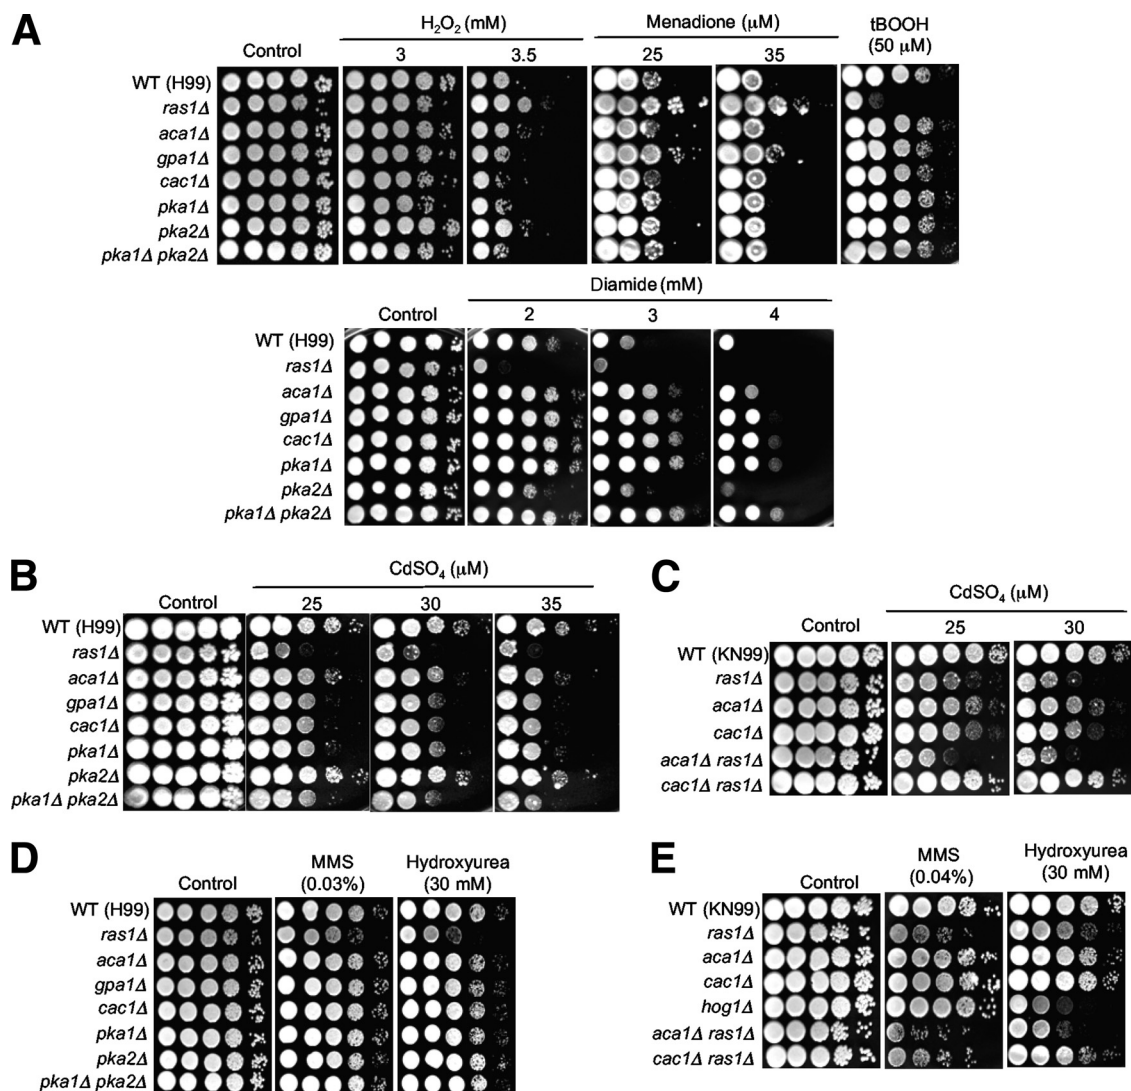 A
H₂O₂ (mM) Menadione (μM) tBOOH
(50 μM)
Control 3 3.5 25 35
WT (H99)
ras1Δ
aca1Δ
gpa1Δ
cac1Δ
pka1Δ
pka2Δ
pka1Δ pka2Δ
Diamide (mM)
Control 2 3 4
WT (H99)
ras1Δ
aca1Δ
gpa1Δ
cac1Δ
pka1Δ
pka2Δ
pka1Δ pka2Δ
B
CdSO₄ (μM)
Control 25 30 35
WT (H99)
ras1Δ
aca1Δ
gpa1Δ
cac1Δ
pka1Δ
pka2Δ
pka1Δ pka2Δ
C
CdSO₄ (μM)
Control 25 30
WT (KN99)
ras1Δ
aca1Δ
cac1Δ
aca1Δ ras1Δ
cac1Δ ras1Δ
D
MMS Hydroxyurea
Control (0.03%) (30 mM)
WT (H99)
ras1Δ
aca1Δ
gpa1Δ
cac1Δ
pka1Δ
pka2Δ
pka1Δ pka2Δ
E
MMS Hydroxyurea
Control (0.04%) (30 mM)
WT (KN99)
ras1Δ
aca1Δ
cac1Δ
hog1Δ
aca1Δ ras1Δ
cac1Δ ras1Δ